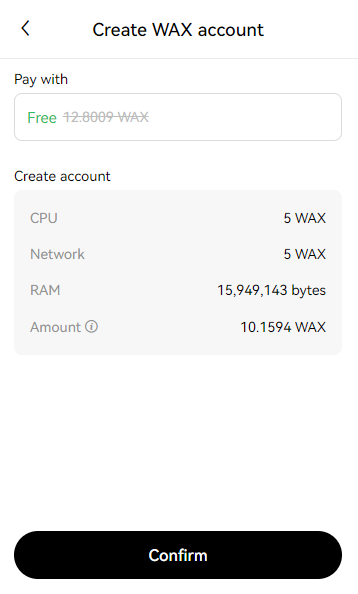 Create WAX account
Pay with
Free 12.8009 WAX
Create account
CPU 5 WAX
Network 5 WAX
RAM 15,949,143 bytes
Amount 10.1594 WAX
Confirm